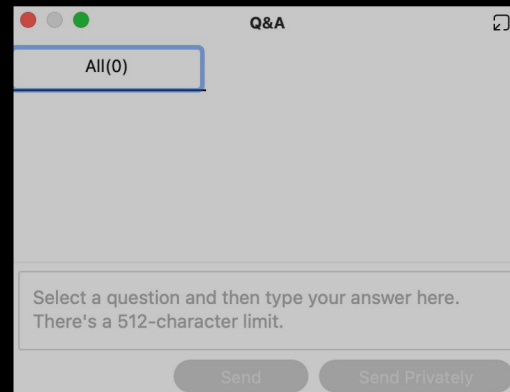 Q&A
All(0)
Select a question and then type your answer here.
There's a 512-character limit.
Send
Send Privately